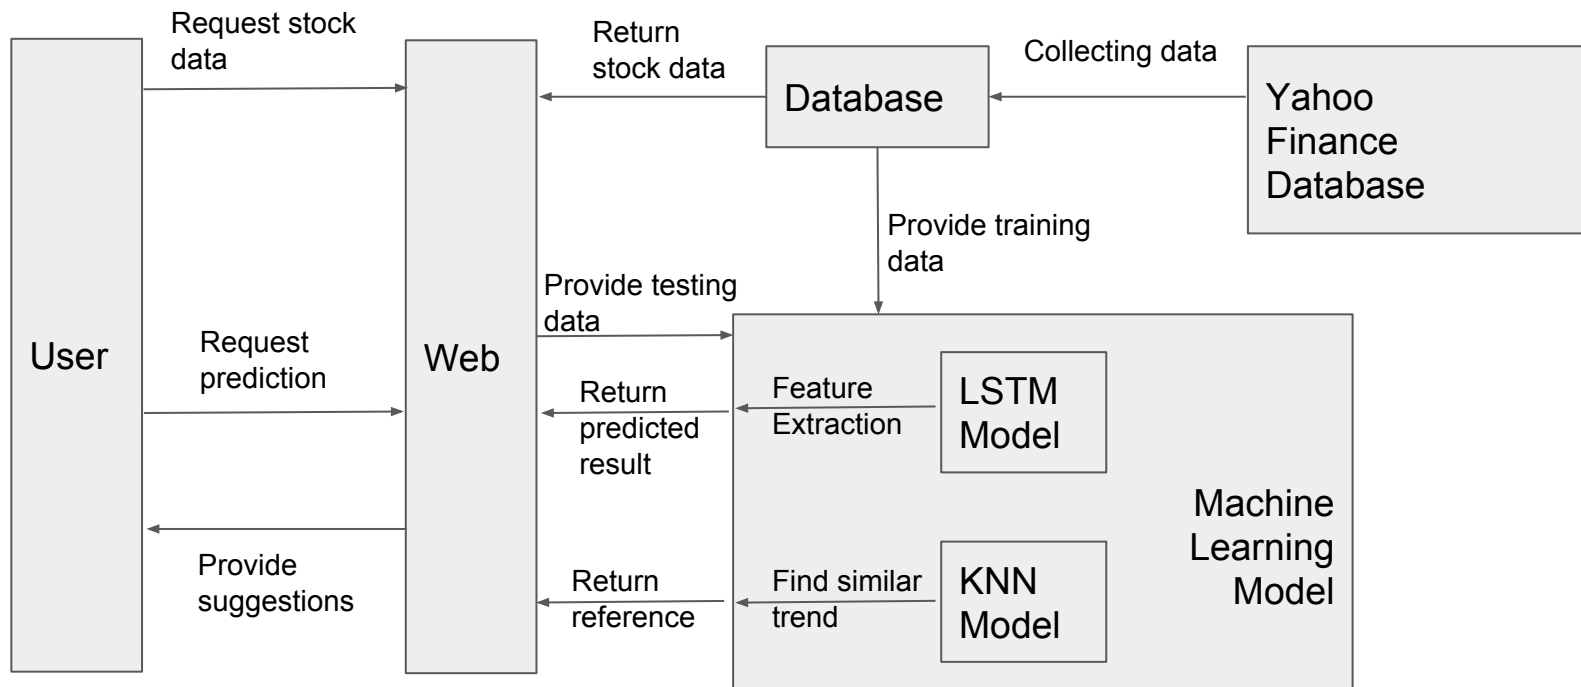 Request stock
data
Return
stock data
Collecting data
Database
Yahoo
Finance
Database
Provide training
data
Provide testing
data
User
Request
prediction
Web
Return
predicted
result
Feature
Extraction
LSTM
Model
Machine
Learning
Model
Provide
suggestions
Return
reference
Find similar
trend
KNN
Model